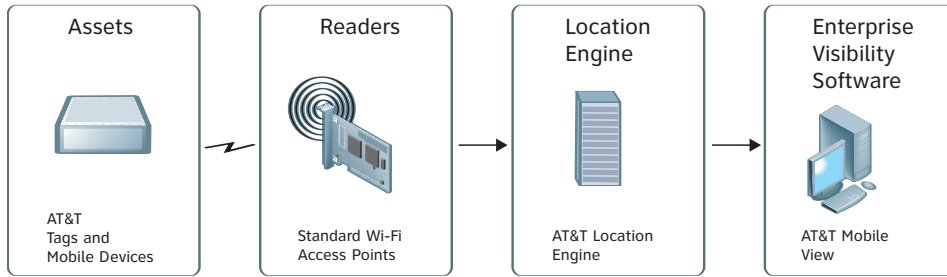 Assets
AT&T
Tags and
Mobile Devices
Readers
Standard Wi-Fi
Access Points
Location
Engine
AT&T Location
Engine
Enterprise
Visibility
Software
AT&T Mobile
View